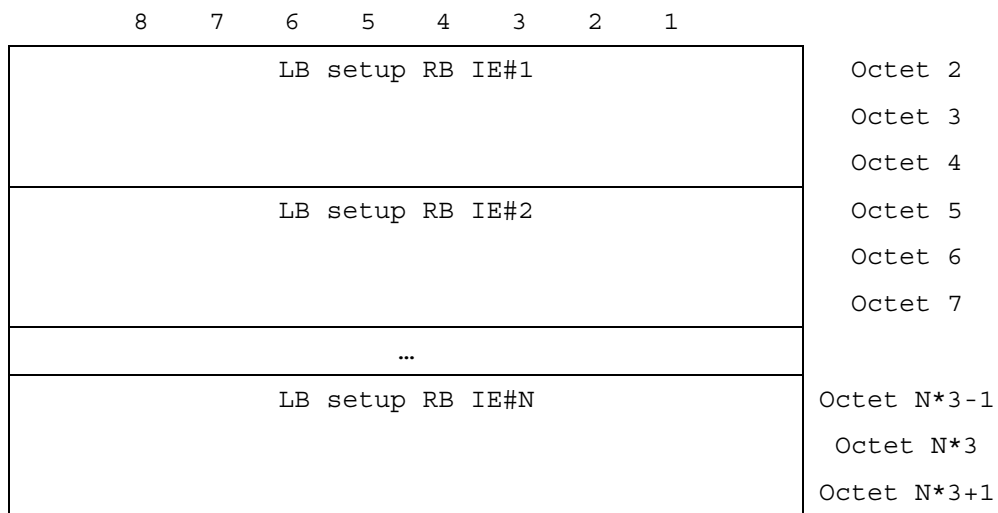 8 7 6 5 4 3 2 1
LB setup RB IE#1 Octet 2
Octet 3
Octet 4
LB setup RB IE#2 Octet 5
Octet 6
Octet 7
…
LB setup RB IE#N Octet N*3-1
Octet N*3
Octet N*3+1